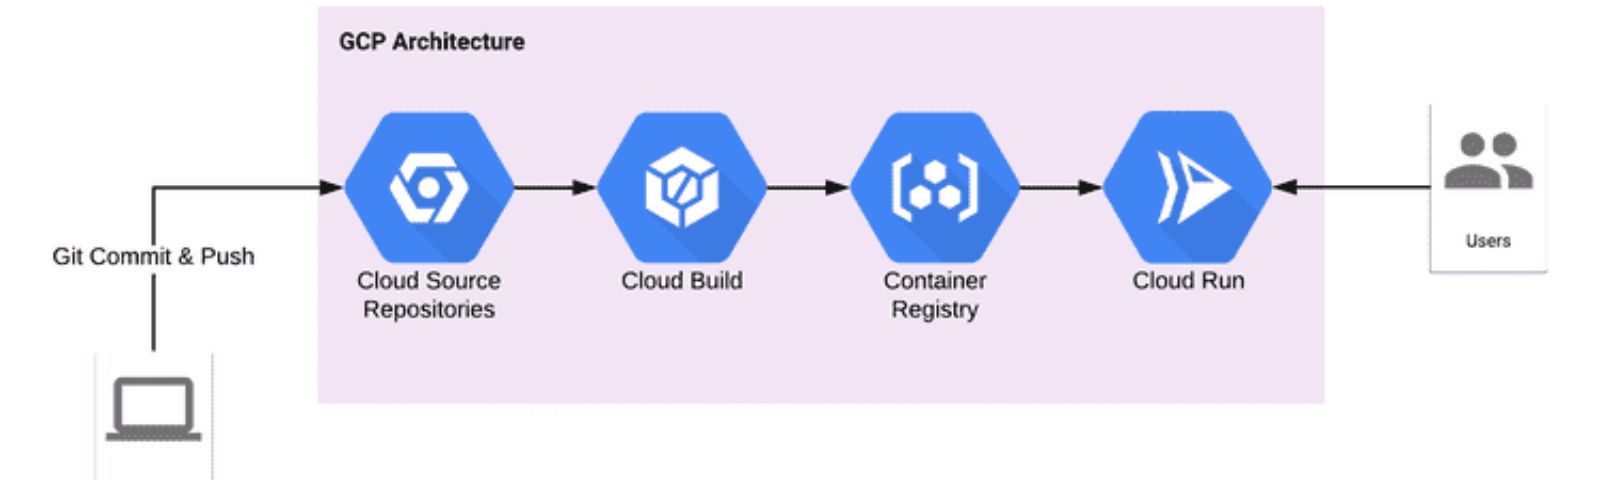 GCP Architecture
Git Commit & Push
Cloud Source
Repositories
Cloud Build
Container
Registry
Cloud Run
Users